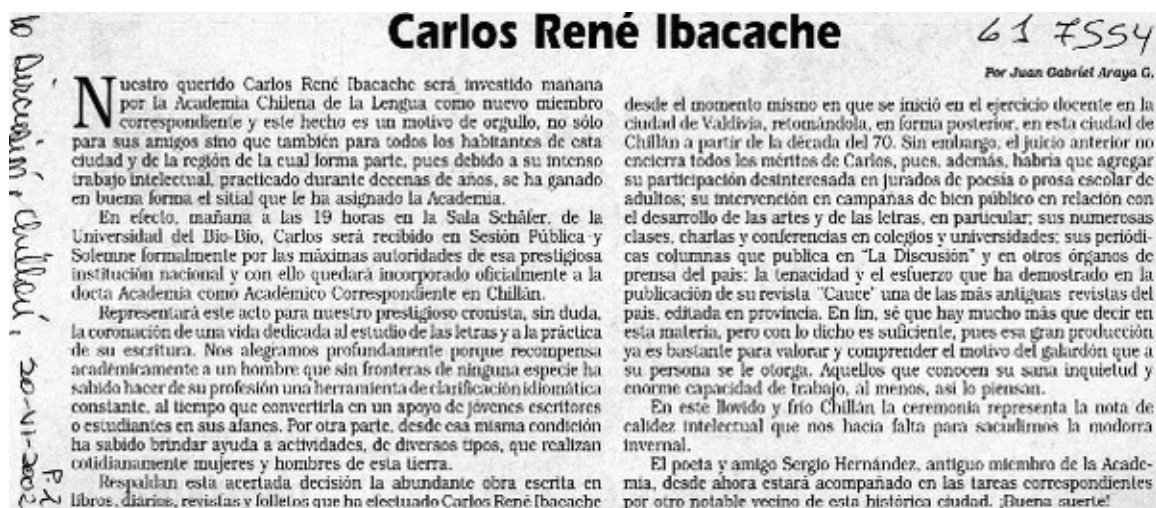 Carlos René Ibacache
61 7554
Por Juan Gabriel Araya G.
Nuestro querido Carlos René Ibacache será investido mañana
por la Academia Chilena de la Lengua como nuevo miembro
correspondiente y este hecho es un motivo de orgullo, no sólo
para sus amigos sino que también para todos los habitantes de esta
ciudad y de la región de la cual forma parte, pues debido a su intenso
trabajo intelectual, practicado durante decenas de años, se ha ganado
en buena forma el sitial que le ha asignado la Academia.
En efecto, mañana a las 19 horas en la Sala Schäfer, de la
Universidad del Bío-Bío, Carlos será recibido en Sesión Pública y
Solemne formalmente por las máximas autoridades de esa prestigiosa
institución nacional y con ello quedará incorporado oficialmente a la
docta Academia como Académico Correspondiente en Chillán.
Representará este acto para nuestro prestigioso cronista, sin duda,
la coronación de una vida dedicada al estudio de las letras y a la práctica
de su escritura. Nos alegramos profundamente porque recompensa
académicamente a un hombre que sin fronteras de ninguna especie ha
sabido hacer de su profesión una herramienta de clarificación idiomática
constante, al tiempo que convertirla en un apoyo de jóvenes escritores
o estudiantes en sus afanes. Por otra parte, desde esa misma condición
ha sabido brindar ayuda a actividades, de diversos tipos, que realizan
cotidianamente mujeres y hombres de esta tierra.
Respaldan esta acertada decisión la abundante obra escrita en
libros, diarios, revistas y folletos que ha efectuado Carlos René Ibacache
desde el momento mismo en que se inició en el ejercicio docente en la
ciudad de Valdivia, retomándola, en forma posterior, en esta ciudad de
Chillán a partir de la década del 70. Sin embargo, el juicio anterior no
encierra todos los méritos de Carlos, pues, además, habría que agregar
su participación desinteresada en jurados de poesía o prosa escolar de
adultos; su intervención en campañas de bien público en relación con
el desarrollo de las artes y de las letras, en particular; sus numerosas
clases, charlas y conferencias en colegios y universidades; sus periódi-
cas columnas que publica en "La Discusión" y en otros órganos de
prensa del país; la tenacidad y el esfuerzo que ha demostrado en la
publicación de su revista "Cauce" una de las más antiguas revistas del
país, editada en provincia. En fin, sé que hay mucho más que decir en
esta materia, pero con lo dicho es suficiente, pues esa gran producción
ya es bastante para valorar y comprender el motivo del galardón que a
su persona se le otorga. Aquellos que conocen su sana inquietud y
enorme capacidad de trabajo, al menos, así lo piensan.
En este llovido y frío Chillán la ceremonia representa la nota de
calidez intelectual que nos hacía falta para sacudirnos la modorra
invernal.
El poeta y amigo Sergio Hernández, antiguo miembro de la Acade-
mia, desde ahora estará acompañado en las tareas correspondientes
por otro notable vecino de esta histórica ciudad. ¡Buena suerte!
La Discusión, Chillán, 20-VI-2002